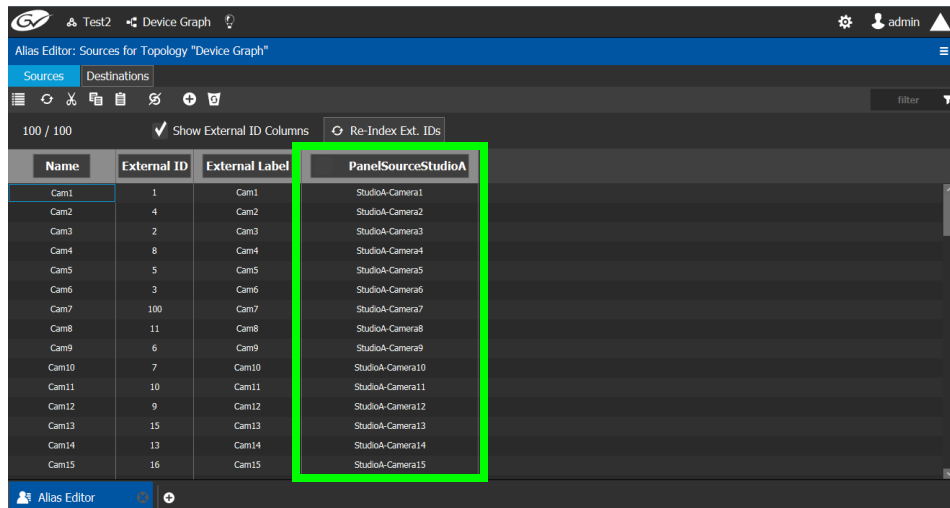 GV Test2 Device Graph admin
Alias Editor: Sources for Topology "Device Graph"
Sources Destinations
filter
100 / 100 Show External ID Columns Re-Index Ext. IDs
Name External ID External Label PanelSourceStudioA
Cam1 1 Cam1 StudioA-Camera1
Cam2 4 Cam2 StudioA-Camera2
Cam3 2 Cam3 StudioA-Camera3
Cam4 8 Cam4 StudioA-Camera4
Cam5 5 Cam5 StudioA-Camera5
Cam6 3 Cam6 StudioA-Camera6
Cam7 100 Cam7 StudioA-Camera7
Cam8 11 Cam8 StudioA-Camera8
Cam9 6 Cam9 StudioA-Camera9
Cam10 7 Cam10 StudioA-Camera10
Cam11 10 Cam11 StudioA-Camera11
Cam12 9 Cam12 StudioA-Camera12
Cam13 15 Cam13 StudioA-Camera13
Cam14 13 Cam14 StudioA-Camera14
Cam15 16 Cam15 StudioA-Camera15
Alias Editor